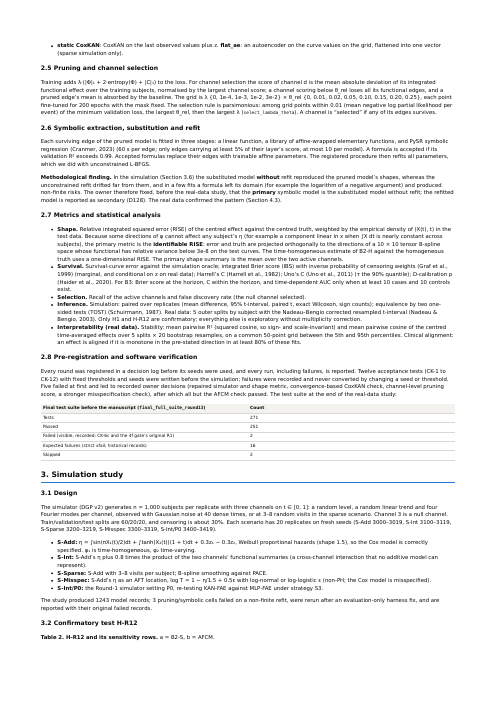 • static CoxKAN: CoxKAN on the last observed values plus z. flat_ae: an autoencoder on the curve values on the grid, flattened into one vector
(sparse simulation only).
2.5 Pruning and channel selection
Training adds λ·(|Φ|₁ + 2·entropy(Φ) + |C|₁) to the loss. For channel selection the score of channel d is the mean absolute deviation of its integrated
functional effect over the training subjects, normalised by the largest channel score; a channel scoring below θ_rel loses all its functional edges, and a
pruned edge's mean is absorbed by the baseline. The grid is λ {0, 1e-4, 1e-3, 1e-2, 3e-2} × θ_rel {0, 0.01, 0.02, 0.05, 0.10, 0.15, 0.20, 0.25}, each point
fine-tuned for 200 epochs with the mask fixed. The selection rule is parsimonious: among grid points within 0.01 (mean negative log partial likelihood per
event) of the minimum validation loss, the largest θ_rel, then the largest λ (select_lambda_theta). A channel is "selected" if any of its edges survives.
2.6 Symbolic extraction, substitution and refit
Each surviving edge of the pruned model is fitted in three stages: a linear function, a library of affine-wrapped elementary functions, and PySR symbolic
regression (Cranmer, 2023) (60 s per edge; only edges carrying at least 5% of their layer's score, at most 10 per model). A formula is accepted if its
validation R² exceeds 0.99. Accepted formulas replace their edges with trainable affine parameters. The registered procedure then refits all parameters,
which we did with unconstrained L-BFGS.
Methodological finding. In the simulation (Section 3.6) the substituted model without refit reproduced the pruned model's shapes, whereas the
unconstrained refit drifted far from them, and in a few fits a formula left its domain (for example the logarithm of a negative argument) and produced
non-finite risks. The owner therefore fixed, before the real-data study, that the primary symbolic model is the substituted model without refit; the refitted
model is reported as secondary (D128). The real data confirmed the pattern (Section 4.3).
2.7 Metrics and statistical analysis
• Shape. Relative integrated squared error (RISE) of the centred effect against the centred truth, weighted by the empirical density of (X(t), t) in the
test data. Because some directions of φ cannot affect any subject's η (for example a component linear in x when ∫X dt is nearly constant across
subjects), the primary metric is the identifiable RISE: error and truth are projected orthogonally to the directions of a 10 × 10 tensor B-spline
space whose functional has relative variance below 3e-8 on the test curves. The time-homogeneous estimate of B2-H against the homogeneous
truth uses a one-dimensional RISE. The primary shape summary is the mean over the two active channels.
• Survival. Survival-curve error against the simulation oracle; integrated Brier score (IBS) with inverse probability of censoring weights (Graf et al.,
1999) (marginal, and conditional on z on real data); Harrell's C (Harrell et al., 1982); Uno's C (Uno et al., 2011) (τ the 90% quantile); D-calibration p
(Haider et al., 2020). For B3: Brier score at the horizon, C within the horizon, and time-dependent AUC only when at least 10 cases and 10 controls
exist.
• Selection. Recall of the active channels and false discovery rate (the null channel selected).
• Inference. Simulation: paired over replicates (mean difference, 95% t-interval, paired t, exact Wilcoxon, sign counts); equivalence by two one-
sided tests (TOST) (Schuirmann, 1987). Real data: 5 outer splits by subject with the Nadeau-Bengio corrected resampled t-interval (Nadeau &
Bengio, 2003). Only H1 and H-R12 are confirmatory; everything else is exploratory without multiplicity correction.
• Interpretability (real data). Stability: mean pairwise R² (squared cosine, so sign- and scale-invariant) and mean pairwise cosine of the centred
time-averaged effects over 5 splits × 20 bootstrap resamples, on a common 50-point grid between the 5th and 95th percentiles. Clinical alignment:
an effect is aligned if it is monotone in the pre-stated direction in at least 80% of these fits.
2.8 Pre-registration and software verification
Every round was registered in a decision log before its seeds were used, and every run, including failures, is reported. Twelve acceptance tests (CK-1 to
CK-12) with fixed thresholds and seeds were written before the simulation; failures were recorded and never converted by changing a seed or threshold.
Five failed at first and led to recorded owner decisions (repaired simulator and shape metric, convergence-based CoxKAN check, channel-level pruning
score, a stronger misspecification check), after which all but the AFCM check passed. The test suite at the end of the real-data study:
Final test suite before the manuscript (final_full_suite_round13) Count
Tests 271
Passed 251
Failed (visible, recorded: and the gate's original R1) 2
Expected failures (strict xfail; historical records) 16
Skipped 2
3. Simulation study
3.1 Design
The simulator (DGP v2) generates n = 1,000 subjects per replicate with three channels on t ∈ [0, 1]: a random level, a random linear trend and four
Fourier modes per channel, observed with Gaussian noise at 40 dense times, or at 3–8 random visits in the sparse scenario. Channel 3 is a null channel.
Train/validation/test splits are 60/20/20, and censoring is about 30%. Each scenario has 20 replicates on fresh seeds (S-Add 3000–3019, S-Int 3100–3119,
S-Sparse 3200–3219, S-Misspec 3300–3319, S-Int/P0 3400–3419).
• S-Add: Weibull proportional hazards (shape 1.5), so the Cox model is correctly
specified. φ₁ is time-homogeneous, φ₂ time-varying.
• S-Int: S-Add's η plus 0.8 times the product of the two channels' functional summaries (a cross-channel interaction that no additive model can
represent).
• S-Sparse: S-Add with 3–8 visits per subject; B-spline smoothing against PACE.
• S-Misspec: S-Add's η as an AFT location, log T = 1 − η/1.5 + 0.5ε with log-normal or log-logistic ε (non-PH; the Cox model is misspecified).
• S-Int/P0: the Round-1 simulator setting P0, re-testing KAN-FAE against MLP-FAE under strategy S3.
The study produced 1243 model records; 3 pruning/symbolic cells failed on a non-finite refit, were rerun after an evaluation-only harness fix, and are
reported with their original failed records.
3.2 Confirmatory test H-R12
Table 2. H-R12 and its sensitivity rows. a = B2-S, b = AFCM.